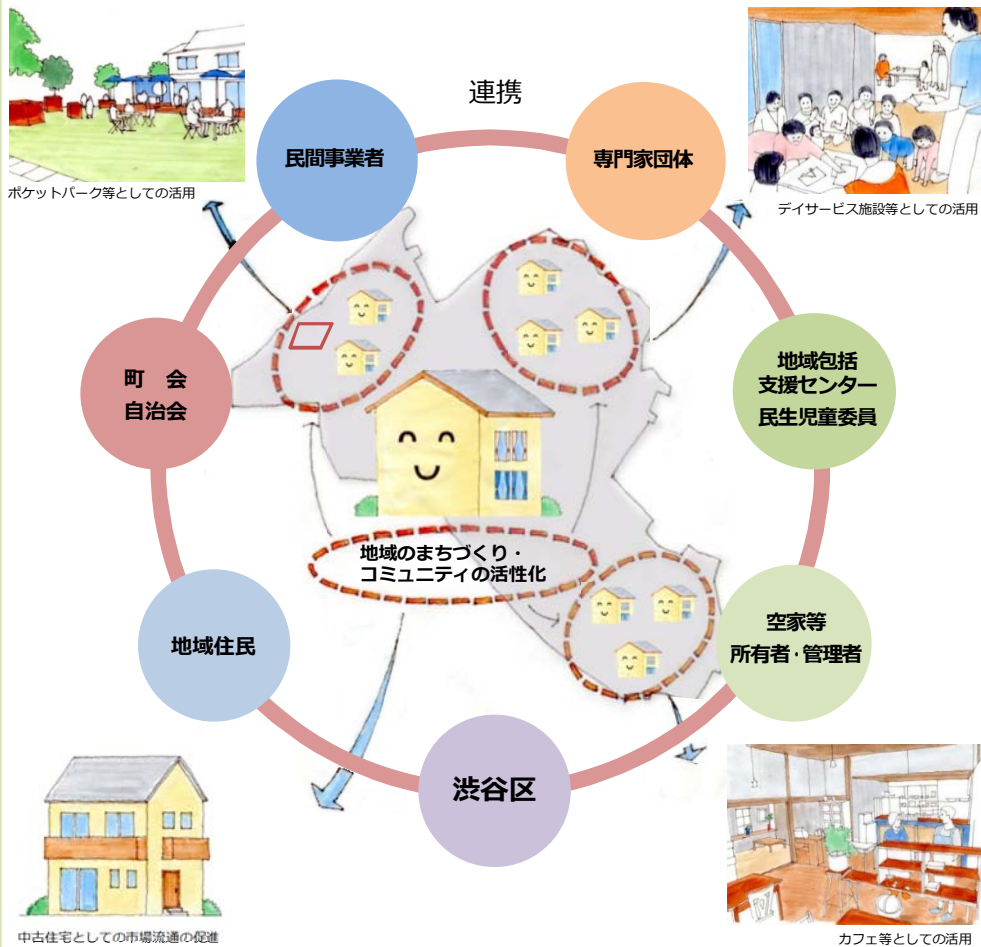 連携
民間事業者
専門家団体
ポケットパーク等としての活用
デイサービス施設等としての活用
町　会
自治会
地域包括
支援センター
民生児童委員
地域のまちづくり・
コミュニティの活性化
地域住民
空家等
所有者・管理者
渋谷区
中古住宅としての市場流通の促進
カフェ等としての活用